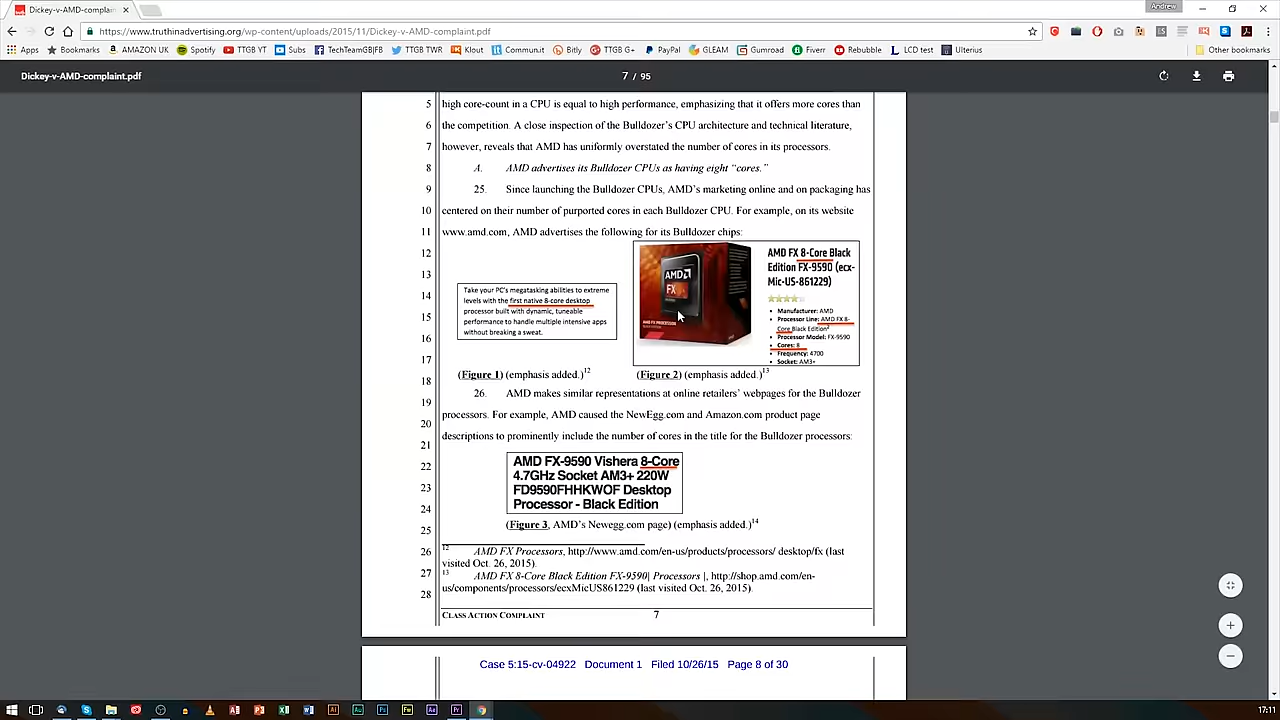 Dickey-v-AMD-complaint
Andrew
https://www.truthinadvertising.org/wp-content/uploads/2015/11/Dickey-v-AMD-complaint.pdf
Apps Bookmarks AMAZON UK Spotify TTGB YT Subs TechTeamGB|FB TTGB TWR Klout Communit Bitly TTGB G+ PayPal GLEAM Gumroad Fiverr Rebubble LCD test Ulterius Other bookmarks
Dickey-v-AMD-complaint.pdf 7 / 95
5 high core-count in a CPU is equal to high performance, emphasizing that it offers more cores than
6 the competition. A close inspection of the Bulldozer's CPU architecture and technical literature,
7 however, reveals that AMD has uniformly overstated the number of cores in its processors.
8 A. AMD advertises its Bulldozer CPUs as having eight "cores."
9 25. Since launching the Bulldozer CPUs, AMD's marketing online and on packaging has
10 centered on their number of purported cores in each Bulldozer CPU. For example, on its website
11 www.amd.com, AMD advertises the following for its Bulldozer chips:
12
13
14
15
16
17
18
Take your PC's megatasking abilities to extreme
levels with the first native 8-core desktop
processor built with dynamic, tuneable
performance to handle multiple intensive apps
without breaking a sweat.
AMD
FX
AMD FX 8-Core Black
Edition FX-9590 (ecx-
Mic-US-861229)
• Manufacturer: AMD
• Processor Line: AMD FX 8-
Core Black Edition
• Processor Model: FX-9590
• Cores: 8
• Frequency: 4700
• Socket: AM3+
(Figure 1) (emphasis added.)12 (Figure 2) (emphasis added.)13
26. AMD makes similar representations at online retailers' webpages for the Bulldozer
19
20 processors. For example, AMD caused the NewEgg.com and Amazon.com product page
21 descriptions to prominently include the number of cores in the title for the Bulldozer processors:
22
23
24
25
AMD FX-9590 Vishera 8-Core
4.7GHz Socket AM3+ 220W
FD9590FHHKWOF Desktop
Processor - Black Edition
(Figure 3, AMD's Newegg.com page) (emphasis added.)14
26 12 AMD FX Processors, http://www.amd.com/en-us/products/processors/ desktop/fx (last
visited Oct. 26, 2015).
27 13 AMD FX 8-Core Black Edition FX-9590| Processors |, http://shop.amd.com/en-
28 us/components/processors/ecxMicUS861229 (last visited Oct. 26, 2015).
CLASS ACTION COMPLAINT 7
Case 5:15-cv-04922 Document 1 Filed 10/26/15 Page 8 of 30
17:11